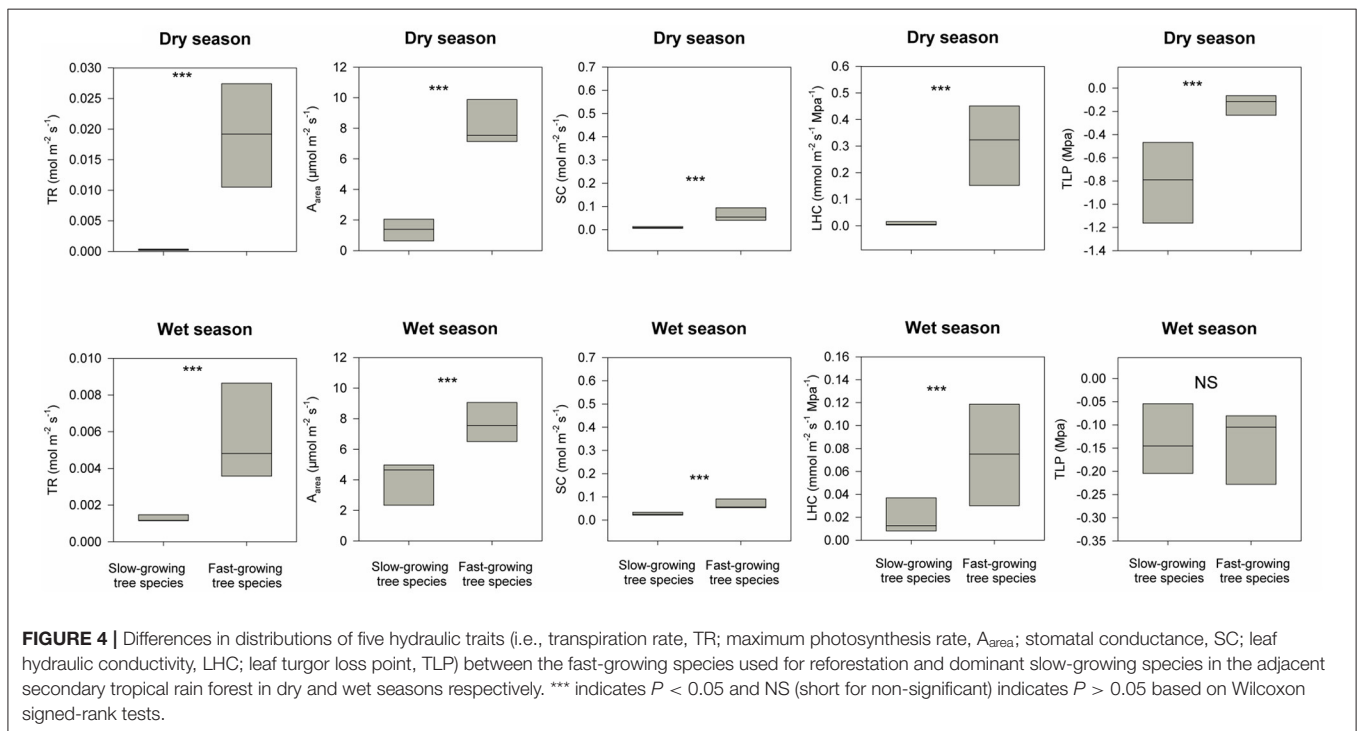 Dry season
Dry season
Dry season
Dry season
Dry season
TR (mol m⁻² s⁻¹)
0.030
0.025
0.020
0.015
0.010
0.005
0.000
***
A_area (µmol m⁻² s⁻¹)
12
10
8
6
4
2
0
***
SC (mol m⁻² s⁻¹)
0.7
0.6
0.5
0.4
0.3
0.2
0.1
0.0
***
LHC (mmol m⁻² s⁻¹ Mpa⁻¹)
0.6
0.5
0.4
0.3
0.2
0.1
0.0
***
TLP (Mpa)
0.0
-0.2
-0.4
-0.6
-0.8
-1.0
-1.2
-1.4
***
Wet season
Wet season
Wet season
Wet season
Wet season
TR (mol m⁻² s⁻¹)
0.010
0.008
0.006
0.004
0.002
0.000
***
A_area (µmol m⁻² s⁻¹)
12
10
8
6
4
2
0
***
SC (mol m⁻² s⁻¹)
0.7
0.6
0.5
0.4
0.3
0.2
0.1
0.0
***
LHC (mmol m⁻² s⁻¹ Mpa⁻¹)
0.16
0.14
0.12
0.10
0.08
0.06
0.04
0.02
0.00
***
TLP (Mpa)
0.00
-0.05
-0.10
-0.15
-0.20
-0.25
-0.30
-0.35
NS
Slow-growing Fast-growing
tree species tree species
Slow-growing Fast-growing
tree species tree species
Slow-growing Fast-growing
tree species tree species
Slow-growing Fast-growing
tree species tree species
Slow-growing Fast-growing
tree species tree species
FIGURE 4 | Differences in distributions of five hydraulic traits (i.e., transpiration rate, TR; maximum photosynthesis rate, A_area; stomatal conductance, SC; leaf
hydraulic conductivity, LHC; leaf turgor loss point, TLP) between the fast-growing species used for reforestation and dominant slow-growing species in the adjacent
secondary tropical rain forest in dry and wet seasons respectively. *** indicates P < 0.05 and NS (short for non-significant) indicates P > 0.05 based on Wilcoxon
signed-rank tests.